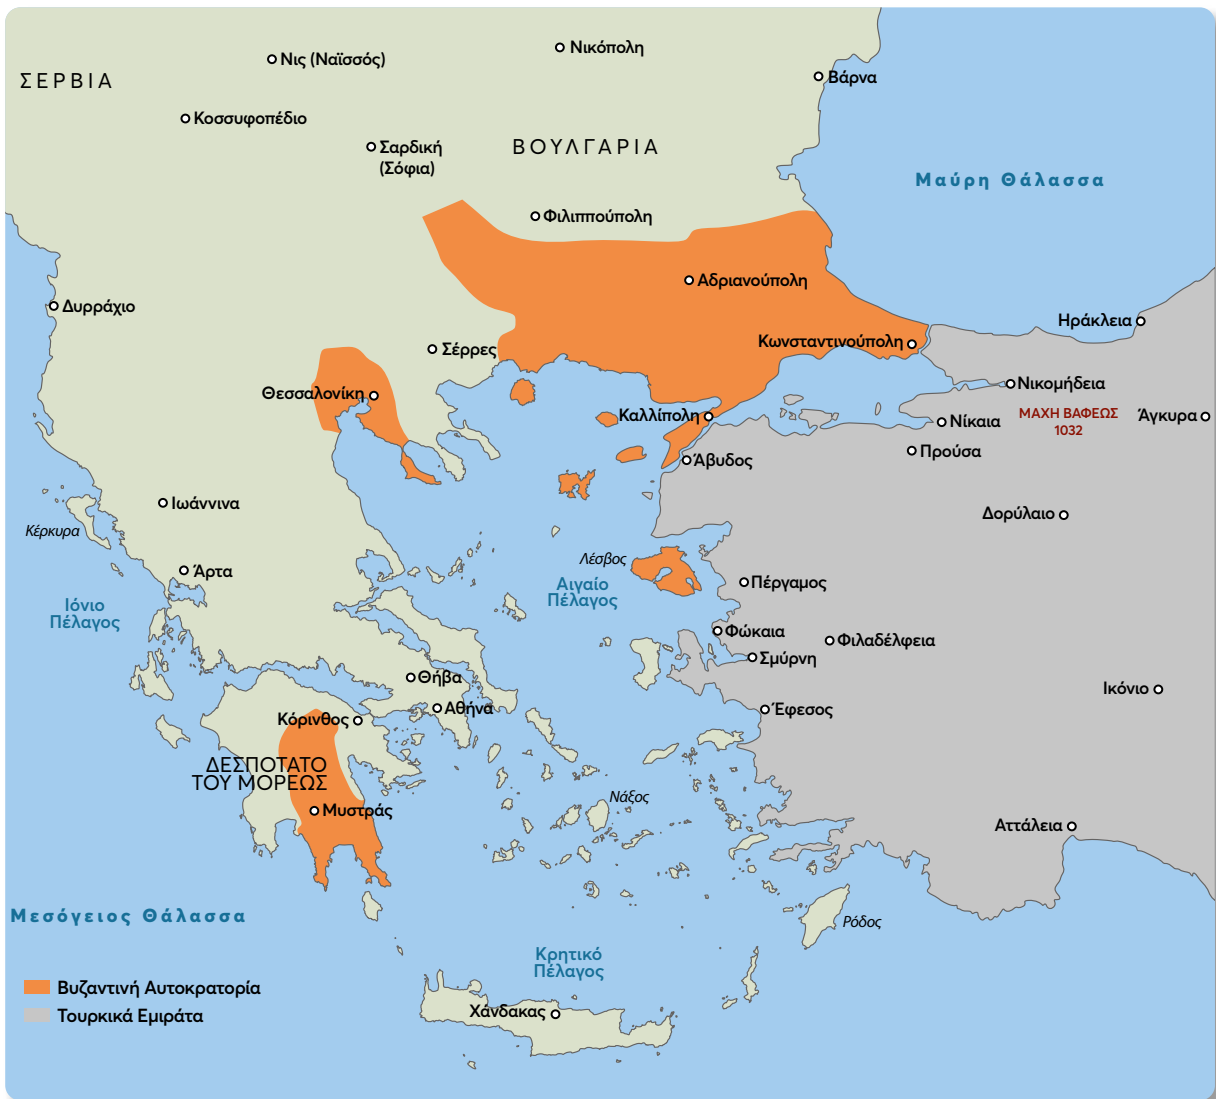 Νικόπολη
Νις (Ναϊσσός)
ΣΕΡΒΙΑ
Βάρνα
Κοσσυφοπέδιο
Σαρδική
(Σόφια)
ΒΟΥΛΓΑΡΙΑ
Μαύρη Θάλασσα
Φιλιππούπολη
Αδριανούπολη
Δυρράχιο
Ηράκλεια
Κωνσταντινούπολη
Σέρρες
Νικομήδεια
Θεσσαλονίκη
Καλλίπολη
Νίκαια
ΜΑΧΗ ΒΑΦΕΩΣ
1032
Άγκυρα
Προύσα
Άβυδος
Ιωάννινα
Δορύλαιο
Κέρκυρα
Λέσβος
Άρτα
Αιγαίο
Πέλαγος
Πέργαμος
Ιόνιο
Πέλαγος
Φώκαια
Φιλαδέλφεια
Σμύρνη
Θήβα
Ικόνιο
Αθήνα
Έφεσος
Κόρινθος
ΔΕΣΠΟΤΑΤΟ
ΤΟΥ ΜΟΡΕΩΣ
Νάξος
Μυστράς
Αττάλεια
Μεσόγειος Θάλασσα
Ρόδος
Κρητικό
Πέλαγος
Βυζαντινή Αυτοκρατορία
Τουρκικά Εμιράτα
Χάνδακας